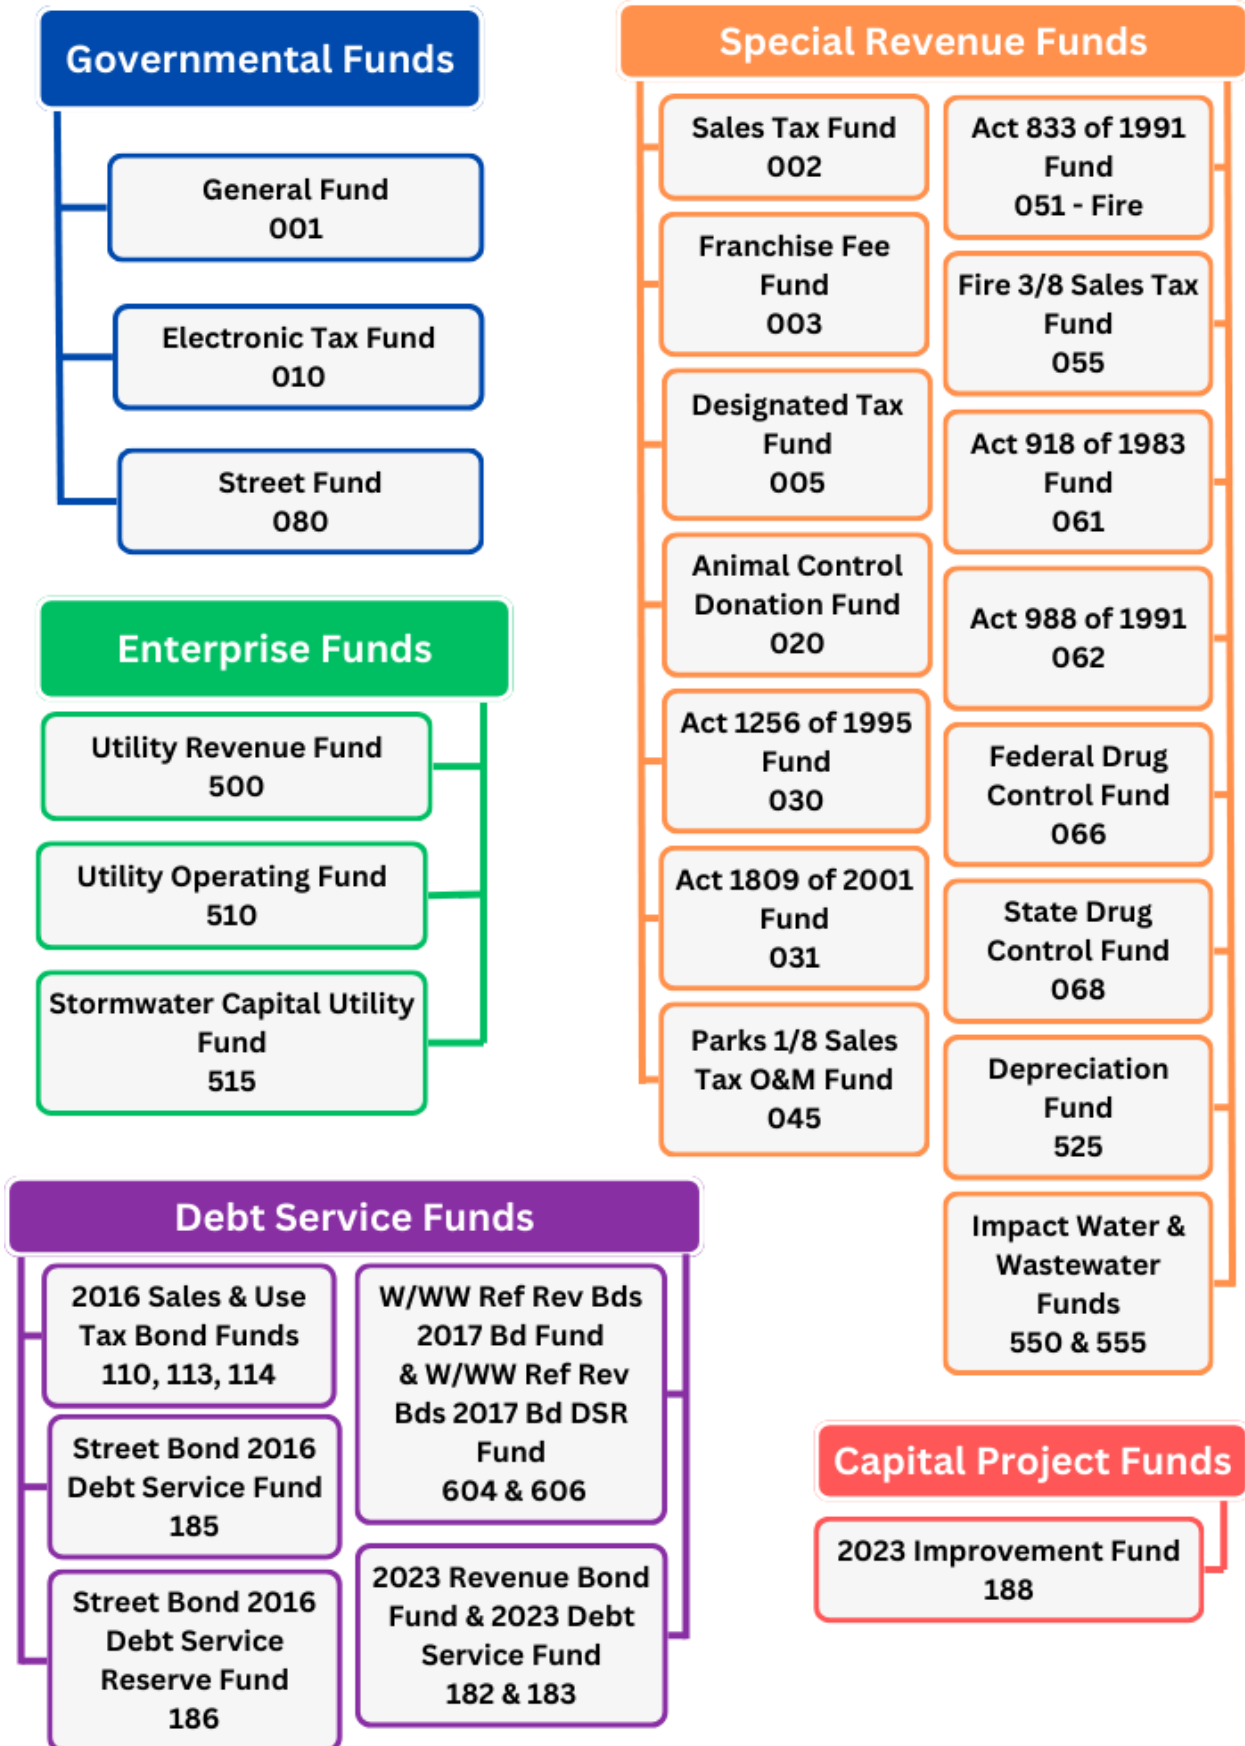 Governmental Funds
General Fund
001
Electronic Tax Fund
010
Street Fund
080
Enterprise Funds
Utility Revenue Fund
500
Utility Operating Fund
510
Stormwater Capital Utility
Fund
515
Special Revenue Funds
Sales Tax Fund
002
Franchise Fee
Fund
003
Designated Tax
Fund
005
Animal Control
Donation Fund
020
Act 1256 of 1995
Fund
030
Act 1809 of 2001
Fund
031
Parks 1/8 Sales
Tax O&M Fund
045
Act 833 of 1991
Fund
051 - Fire
Fire 3/8 Sales Tax
Fund
055
Act 918 of 1983
Fund
061
Act 988 of 1991
062
Federal Drug
Control Fund
066
State Drug
Control Fund
068
Depreciation
Fund
525
Impact Water &
Wastewater
Funds
550 & 555
Debt Service Funds
2016 Sales & Use
Tax Bond Funds
110, 113, 114
Street Bond 2016
Debt Service Fund
185
Street Bond 2016
Debt Service
Reserve Fund
186
W/WW Ref Rev Bds
2017 Bd Fund
& W/WW Ref Rev
Bds 2017 Bd DSR
Fund
604 & 606
2023 Revenue Bond
Fund & 2023 Debt
Service Fund
182 & 183
Capital Project Funds
2023 Improvement Fund
188